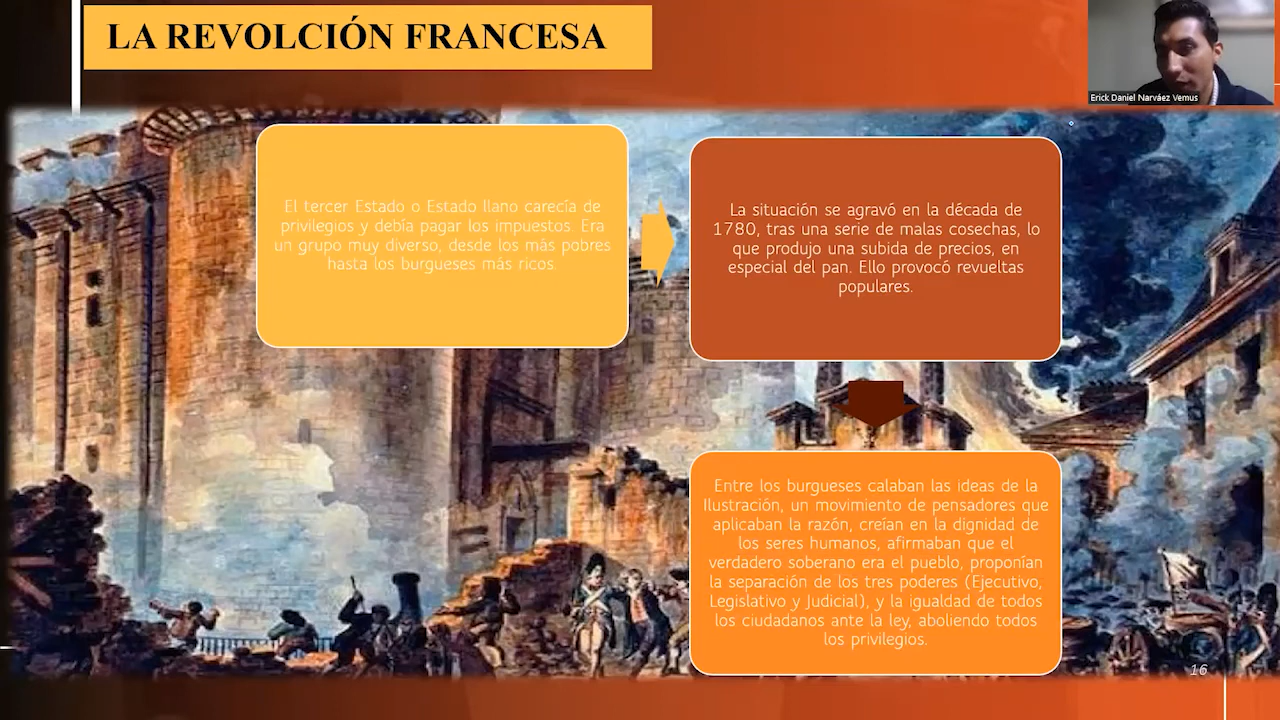 LA REVOLCIÓN FRANCESA
Erick Daniel Narváez Vemus
El tercer Estado o Estado llano carecía de
privilegios y debía pagar los impuestos. Era
un grupo muy diverso, desde los más pobres
hasta los burgueses más ricos.
La situación se agravó en la década de
1780, tras una serie de malas cosechas, lo
que produjo una subida de precios, en
especial del pan. Ello provocó revueltas
populares.
Entre los burgueses calaban las ideas de la
Ilustración, un movimiento de pensadores que
aplicaban la razón, creían en la dignidad de
los seres humanos, afirmaban que el
verdadero soberano era el pueblo, proponían
la separación de los tres poderes (Ejecutivo,
Legislativo y Judicial), y la igualdad de todos
los ciudadanos ante la ley, aboliendo todos
los privilegios.
16